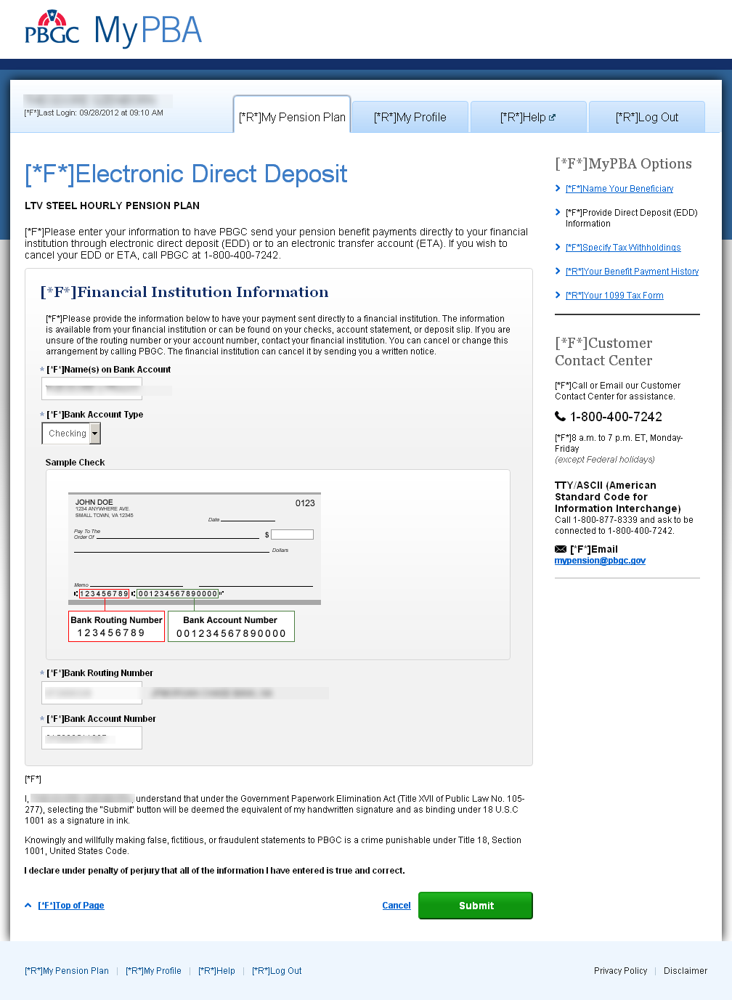 PBGC MyPBA
[*F*]Last Login: 09/28/2012 at 09:10 AM
[*R*]My Pension Plan
[*R*]My Profile
[*R*]Help
[*R*]Log Out
[*F*]Electronic Direct Deposit
LTV STEEL HOURLY PENSION PLAN
[*F*]Please enter your information to have PBGC send your pension benefit payments directly to your financial
institution through electronic direct deposit (EDD) or to an electronic transfer account (ETA). If you wish to
cancel your EDD or ETA, call PBGC at 1-800-400-7242.
[*F*]Financial Institution Information
[*F*]Please provide the information below to have your payment sent directly to a financial institution. The information
is available from your financial institution or can be found on your checks, account statement, or deposit slip. If you are
unsure of the routing number or your account number, contact your financial institution. You can cancel or change this
arrangement by calling PBGC. The financial institution can cancel it by sending you a written notice.
* [*F*]Name(s) on Bank Account
* [*F*]Bank Account Type
Checking
Sample Check
JOHN DOE
1234 ANYWHERE AVE.
SMALL TOWN, VA 12345
0123
Date
Pay To The
Order Of
$
Dollars
Memo
⑆123456789⑆001234567890000⑈
Bank Routing Number
123456789
Bank Account Number
001234567890000
* [*F*]Bank Routing Number
* [*F*]Bank Account Number
[*F*]
I, understand that under the Government Paperwork Elimination Act (Title XVII of Public Law No. 105-
277), selecting the "Submit" button will be deemed the equivalent of my handwritten signature and as binding under 18 U.S.C
1001 as a signature in ink.
Knowingly and willfully making false, fictitious, or fraudulent statements to PBGC is a crime punishable under Title 18, Section
1001, United States Code.
I declare under penalty of perjury that all of the information I have entered is true and correct.
[*F*]Top of Page
Cancel
Submit
[*F*]MyPBA Options
[*F*]Name Your Beneficiary
[*F*]Provide Direct Deposit (EDD)
Information
[*F*]Specify Tax Withholdings
[*R*]Your Benefit Payment History
[*R*]Your 1099 Tax Form
[*F*]Customer
Contact Center
[*F*]Call or Email our Customer
Contact Center for assistance.
1-800-400-7242
[*F*]8 a.m. to 7 p.m. ET, Monday-
Friday
(except Federal holidays)
TTY/ASCII (American
Standard Code for
Information Interchange)
Call 1-800-877-8339 and ask to be
connected to 1-800-400-7242.
[*F*]Email
mypension@pbgc.gov
[*R*]My Pension Plan | [*R*]My Profile | [*R*]Help | [*R*]Log Out
Privacy Policy | Disclaimer